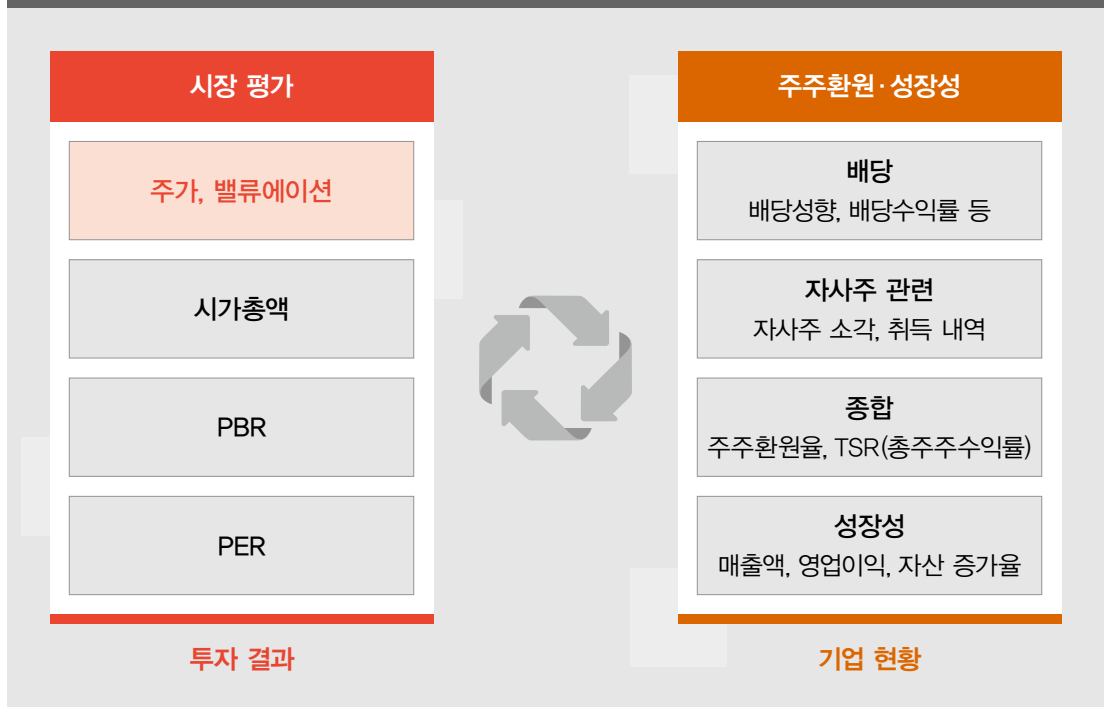 시장 평가
주가, 밸류에이션
시가총액
PBR
PER
투자 결과
주주환원·성장성
배당
배당성향, 배당수익률 등
자사주 관련
자사주 소각, 취득 내역
종합
주주환원율, TSR(총주주수익률)
성장성
매출액, 영업이익, 자산 증가율
기업 현황